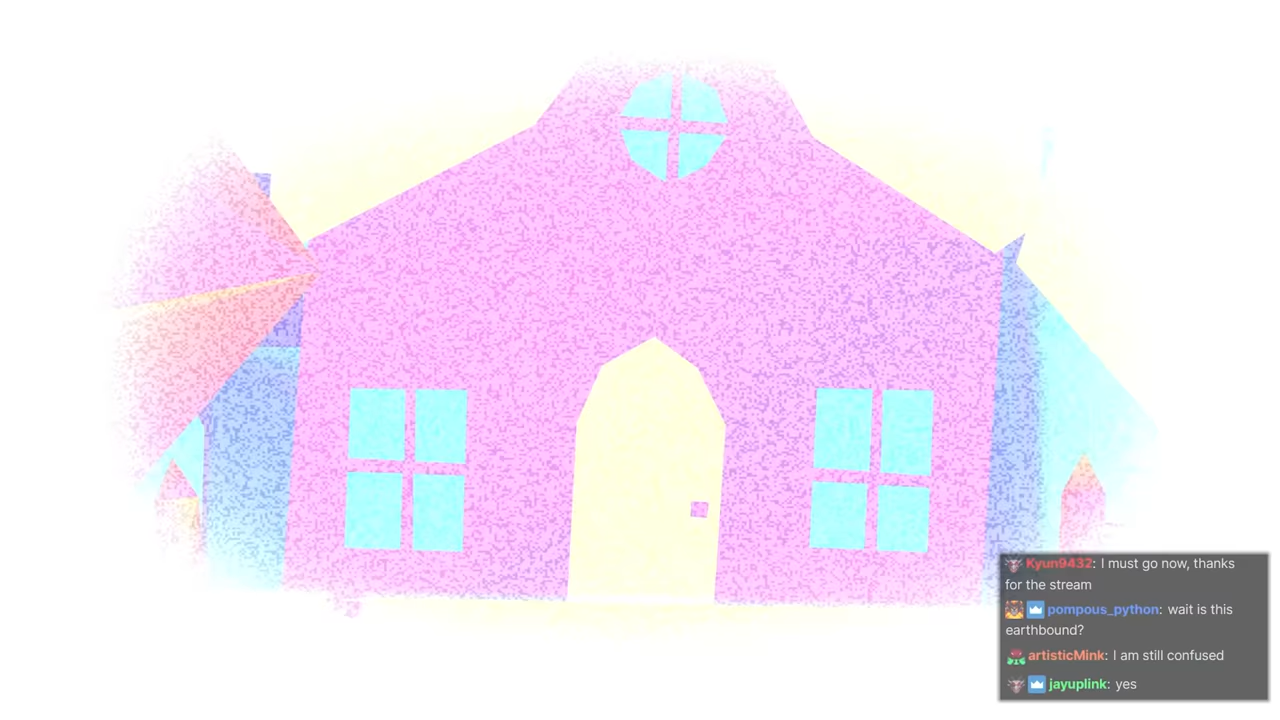 Kyun9432: I must go now, thanks
for the stream
pompous_python: wait is this
earthbound?
artisticMink: I am still confused
jayuplink: yes